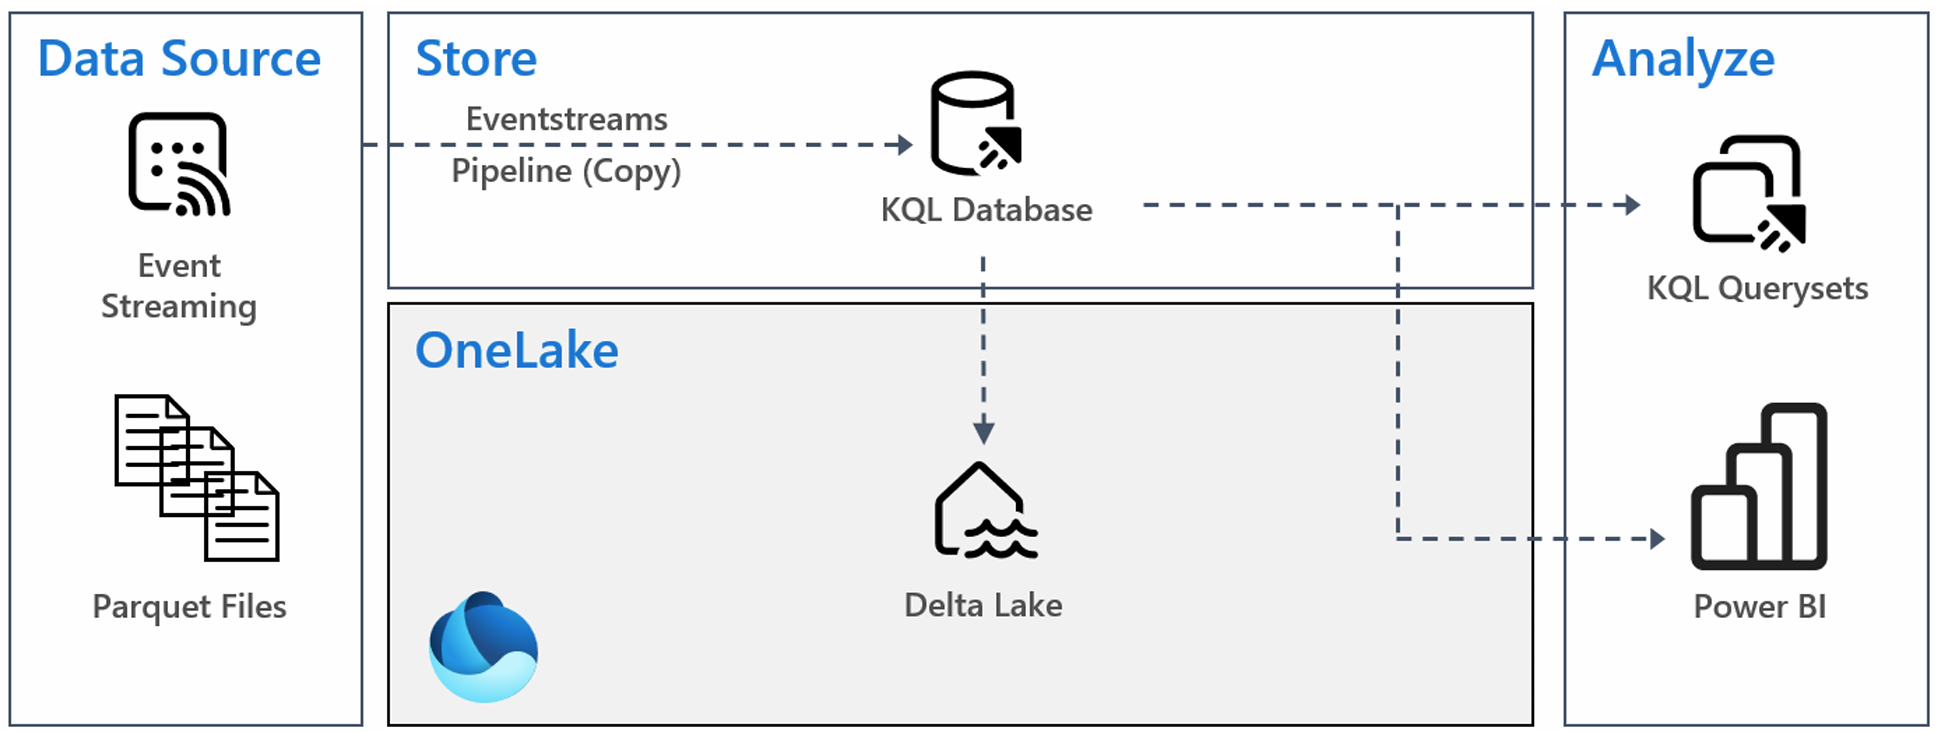 Data Source
Event
Streaming
Parquet Files
Store
Eventstreams
Pipeline (Copy)
KQL Database
OneLake
Delta Lake
Analyze
KQL Querysets
Power BI